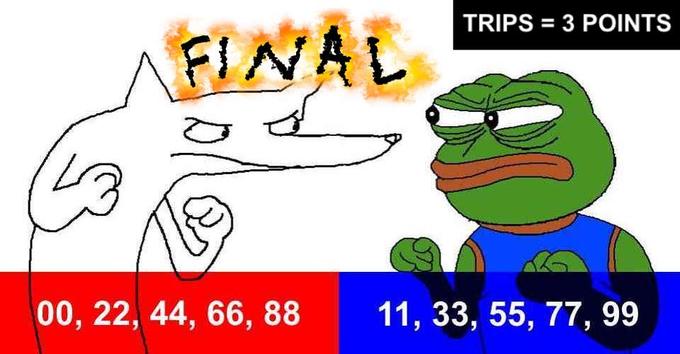 TRIPS = 3 POINTS
FINAL
00, 22, 44, 66, 88
11, 33, 55, 77, 99